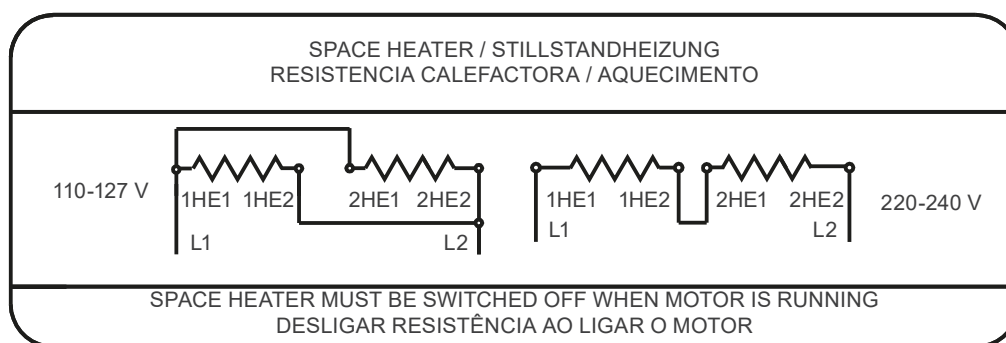 SPACE HEATER / STILLSTANDHEIZUNG
RESISTENCIA CALEFACTORA / AQUECIMENTO
110-127 V
1HE1 1HE2 2HE1 2HE2
L1 L2
1HE1 1HE2 2HE1 2HE2
L1 L2
220-240 V
SPACE HEATER MUST BE SWITCHED OFF WHEN MOTOR IS RUNNING
DESLIGAR RESISTÊNCIA AO LIGAR O MOTOR